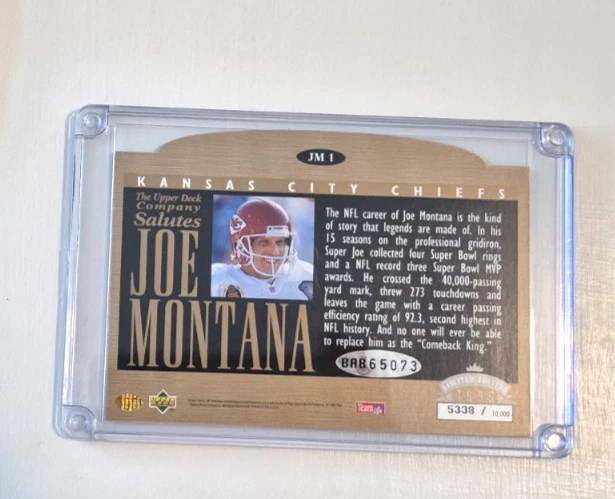 JM 1
KANSAS CITY CHIEFS
The Upper Deck
Company
Salutes
JOE
MONTANA
The NFL career of Joe Montana is the kind
of story that legends are made of. In his
15 seasons on the professional gridiron,
Super Joe collected four Super Bowl rings
and a NFL record three Super Bowl MVP
awards. He crossed the 40,000-passing
yard mark, threw 273 touchdowns and
leaves the game with a career passing
efficiency rating of 92.3, second highest in
NFL history. And no one will ever be able
to replace him as the "Comeback King."
BAB65073
LIMITED EDITION
5338 / 10,000
Team